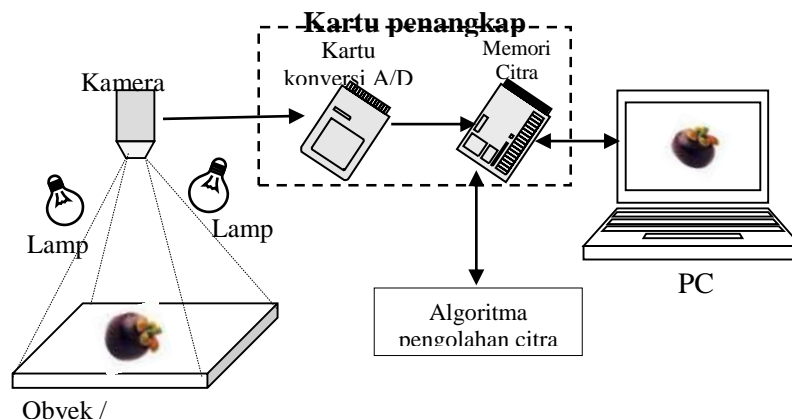 Kartu penangkap
Kartu
konversi A/D
Memori
Citra
Kamera
Lamp
Lamp
PC
Algoritma
pengolahan citra
Obyek /